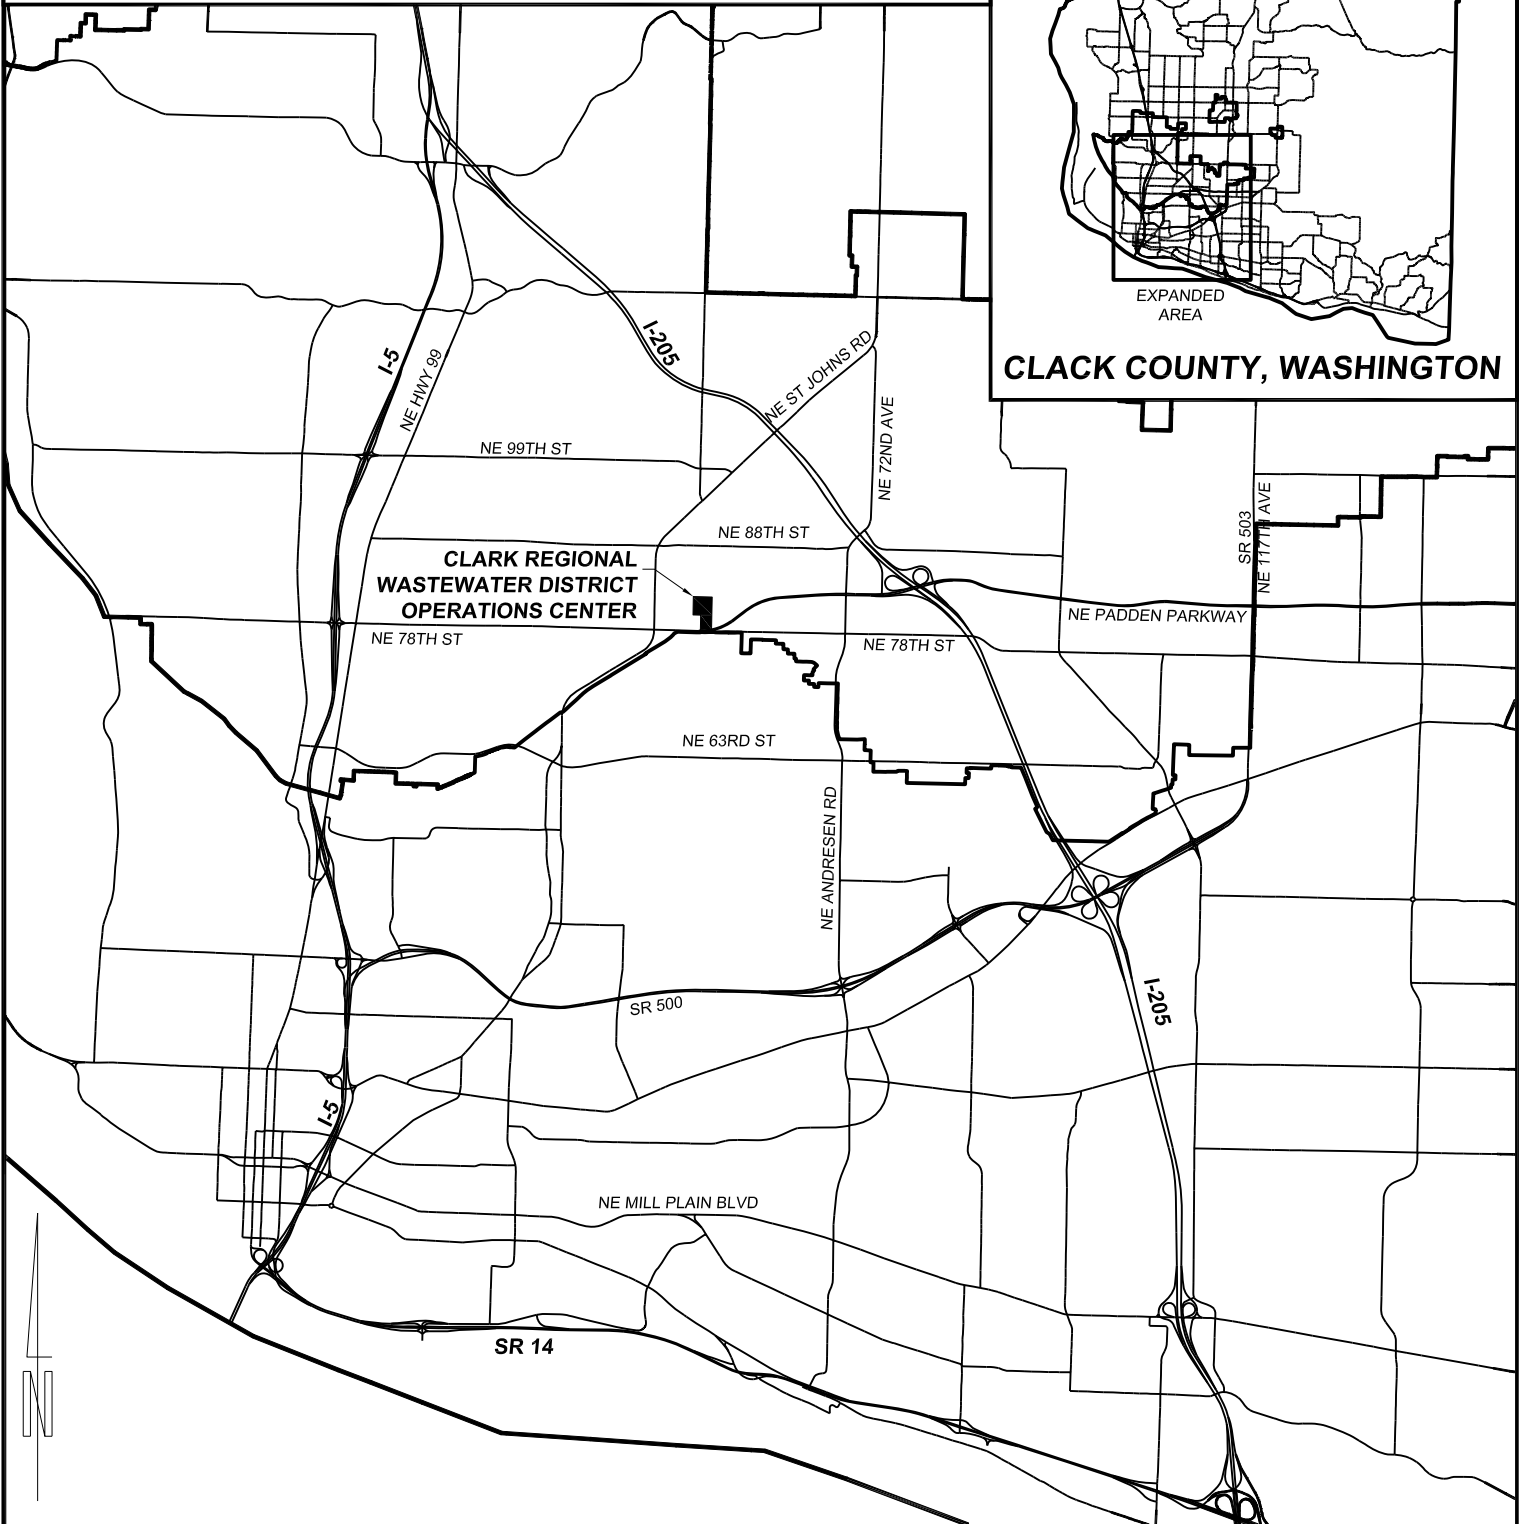 EXPANDED
AREA
CLACK COUNTY, WASHINGTON
I-5
NE HWY 99
I-205
NE ST JOHNS RD
NE 72ND AVE
NE 99TH ST
NE 88TH ST
SR 503
NE 117TH AVE
CLARK REGIONAL
WASTEWATER DISTRICT
OPERATIONS CENTER
NE PADDEN PARKWAY
NE 78TH ST
NE 78TH ST
NE 63RD ST
NE ANDRESEN RD
SR 500
I-205
I-5
NE MILL PLAIN BLVD
SR 14
N